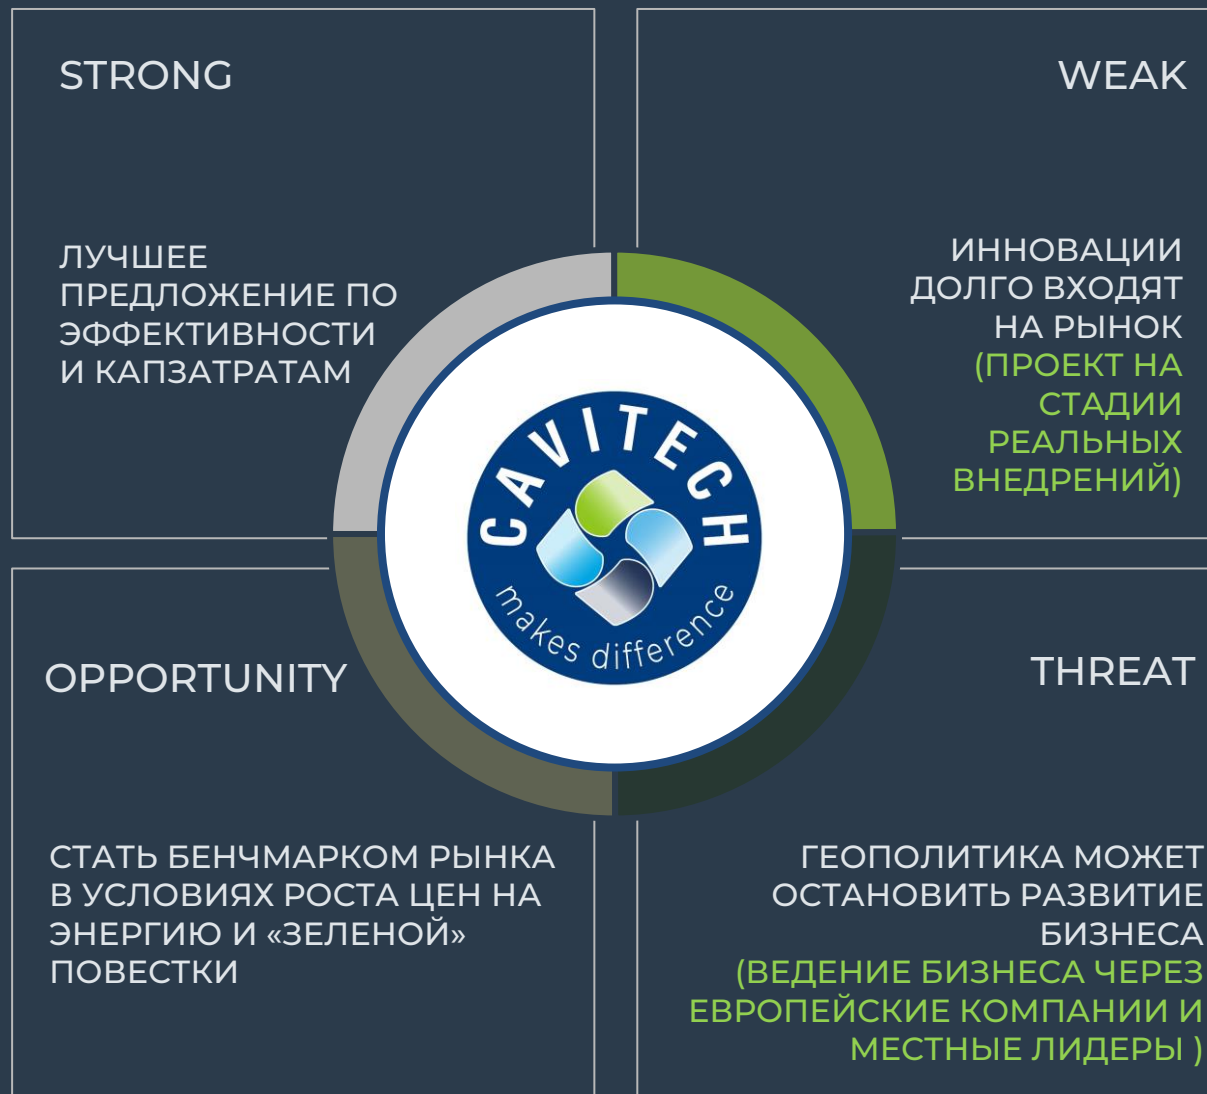 STRONG
ЛУЧШЕЕ
ПРЕДЛОЖЕНИЕ ПО
ЭФФЕКТИВНОСТИ
И КАПЗАТРАТАМ
WEAK
ИННОВАЦИИ
ДОЛГО ВХОДЯТ
НА РЫНОК
(ПРОЕКТ НА
СТАДИИ
РЕАЛЬНЫХ
ВНЕДРЕНИЙ)
CAVITECH
makes difference
OPPORTUNITY
СТАТЬ БЕНЧМАРКОМ РЫНКА
В УСЛОВИЯХ РОСТА ЦЕН НА
ЭНЕРГИЮ И «ЗЕЛЕНОЙ»
ПОВЕСТКИ
THREAT
ГЕОПОЛИТИКА МОЖЕТ
ОСТАНОВИТЬ РАЗВИТИЕ
БИЗНЕСА
(ВЕДЕНИЕ БИЗНЕСА ЧЕРЕЗ
ЕВРОПЕЙСКИЕ КОМПАНИИ И
МЕСТНЫЕ ЛИДЕРЫ )